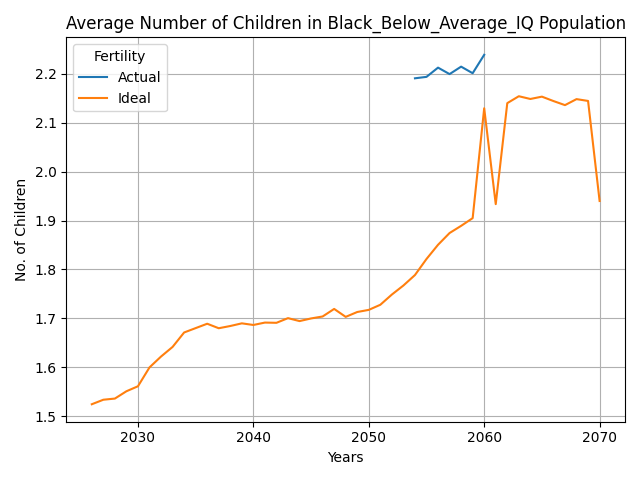 Average Number of Children in Black_Below_Average_IQ Population
Fertility
Actual
Ideal
2.2
2.1
2.0
1.9
1.8
1.7
1.6
1.5
No. of Children
2030
2040
2050
2060
2070
Years